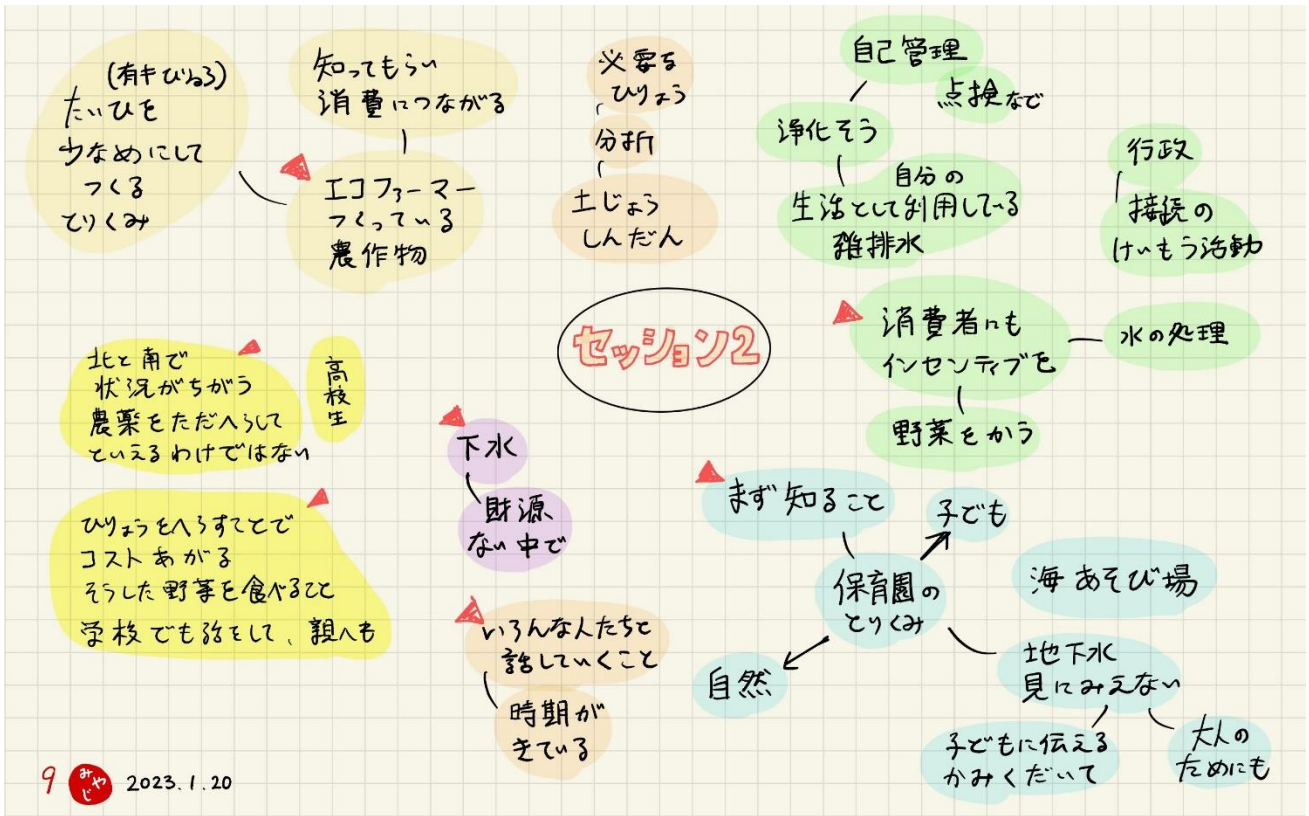 (有キひりょう)
たいひを
少なめにして
つくる
とりくみ
知ってもらい
消費につながる
エコファーマー
つくっている
農作物
必要な
ひりょう
分析
土じょう
しんだん
自己管理
点検など
浄化そう
自分の
生活として利用している
雑排水
行政
接続の
けいもう活動
消費者にも
インセンティブを
水の処理
野菜をかう
セッション2
北と南で
状況がちがう
農薬をただへらして
といえるわけではない
高校生
ひりょうをへらすことで
コストあがる
そうした野菜を食べること
学校でも話をして、親へも
下水
財源
ない中で
いろんな人たちと
話していくこと
時期が
きている
まず知ること
子ども
保育園の
とりくみ
自然
海あそび場
地下水
見にみえない
子どもに伝える
かみくだいて
大人の
ためにも
9 みやじ 2023.1.20